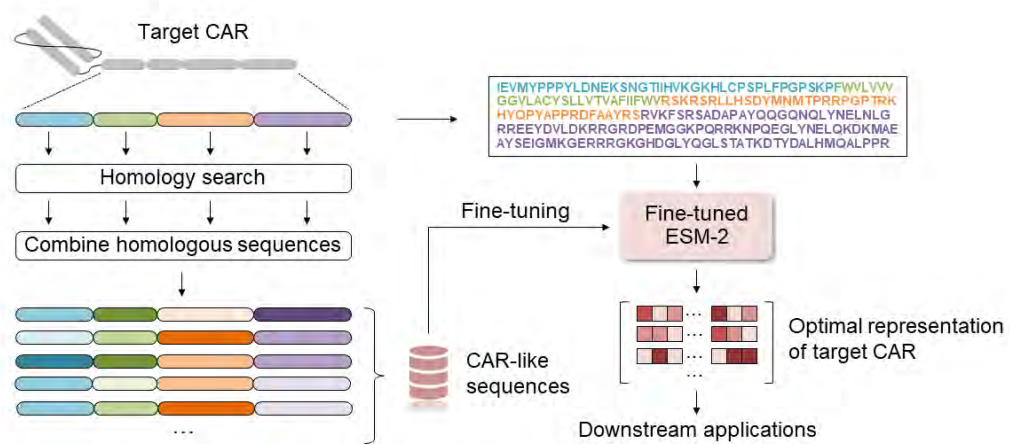 Target CAR
IEVMYPPPYLDNEKSNGTIIHVKGKHLCPSPLFPGPSKPFWVLVVV
GGVLACYSLLVTVAFIIFWVRSKRSRLLHSDYMNMTPRRPGPTRK
HYQPYAPPRDFAAYRSRVKFSRSADAPAYQQGQNQLYNELNLG
RREEYDVLDKRRGRDPEMGGKPQRRKNPQEGLYNELQKDKMAE
AYSEIGMKGERRRGKGHDGLYQGLSTATKDTYDALHMQALPPR
Homology search
Combine homologous sequences
Fine-tuning
Fine-tuned
ESM-2
...
CAR-like
sequences
... 
... 
... 
...
Optimal representation
of target CAR
Downstream applications